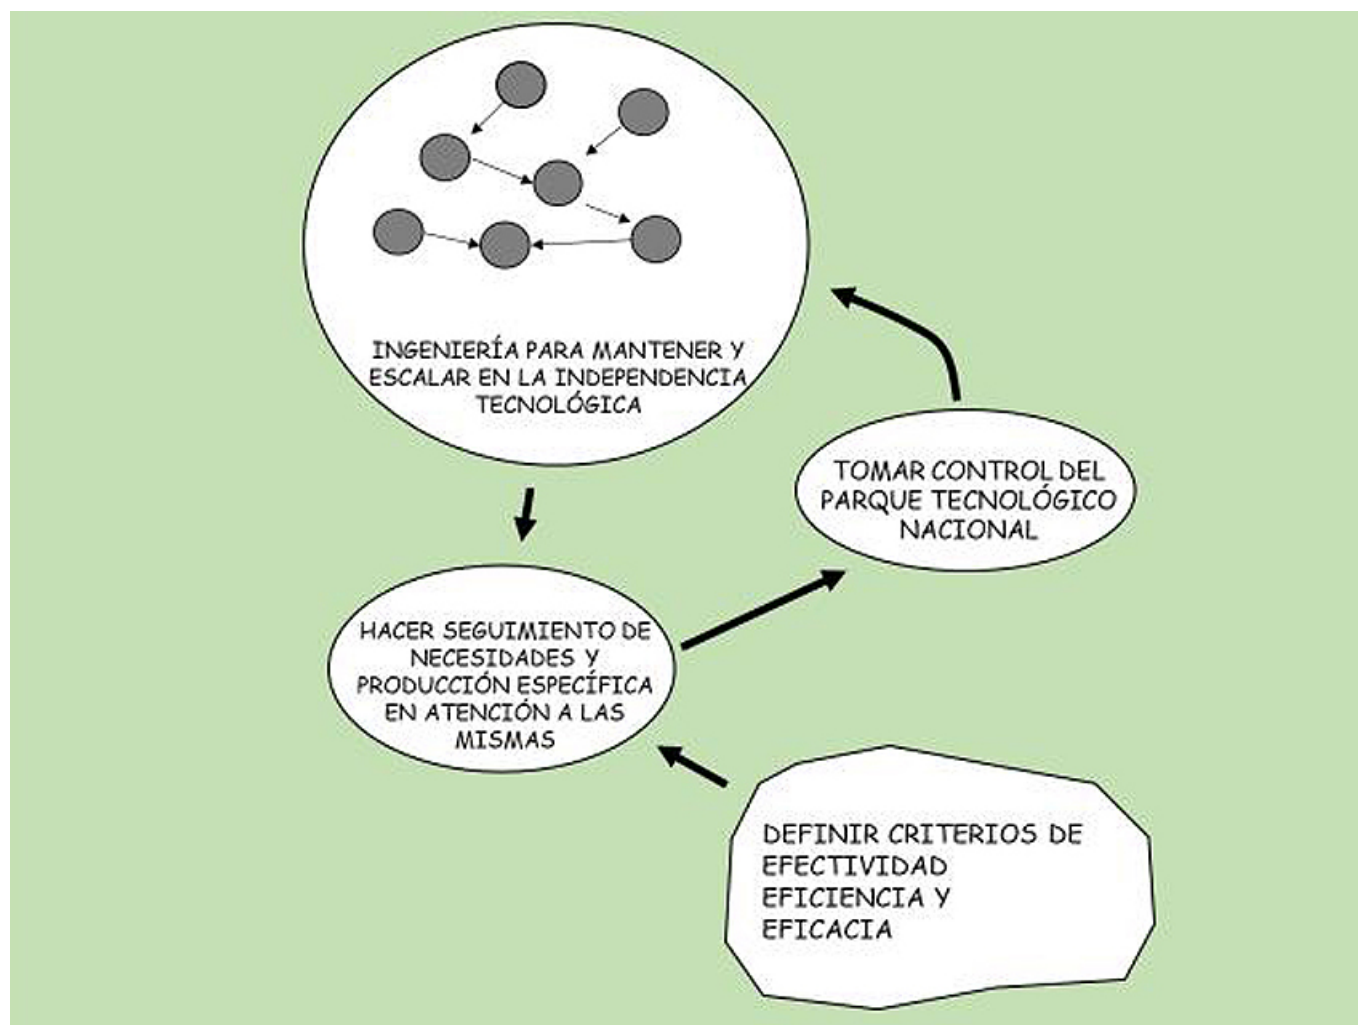 INGENIERÍA PARA MANTENER Y
ESCALAR EN LA INDEPENDENCIA
TECNOLÓGICA
TOMAR CONTROL DEL
PARQUE TECNOLÓGICO
NACIONAL
HACER SEGUIMIENTO DE
NECESIDADES Y
PRODUCCIÓN ESPECÍFICA
EN ATENCIÓN A LAS
MISMAS
DEFINIR CRITERIOS DE
EFECTIVIDAD
EFICIENCIA Y
EFICACIA